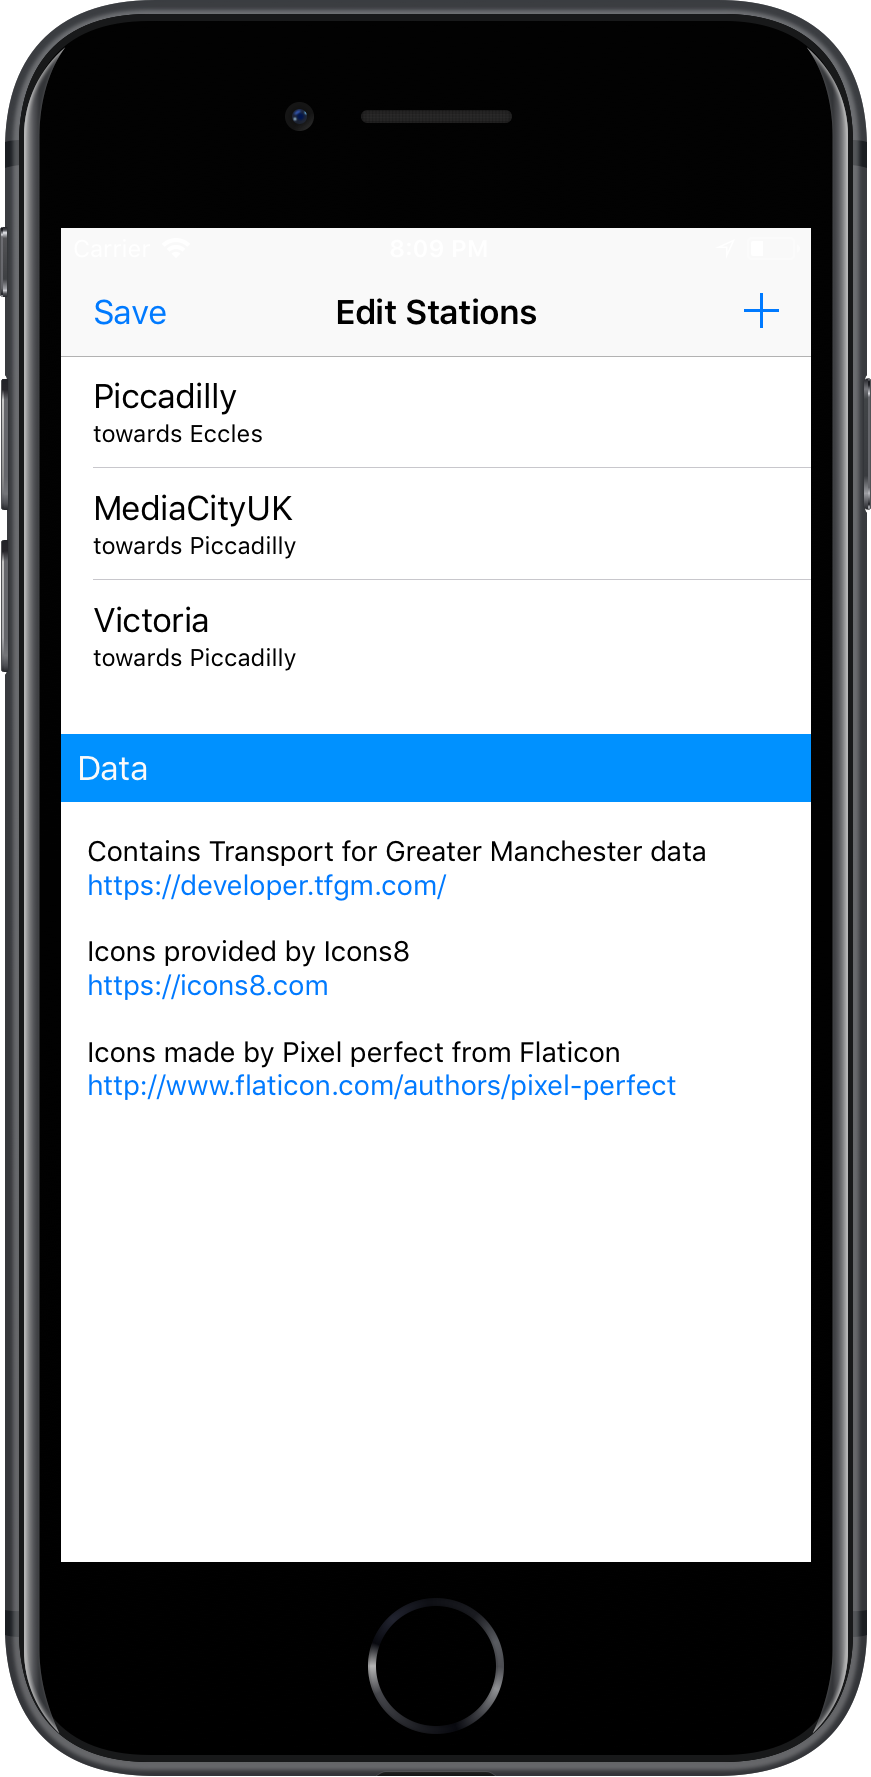 Carrier 8:09 PM
Save Edit Stations +
Piccadilly
towards Eccles
MediaCityUK
towards Piccadilly
Victoria
towards Piccadilly
Data
Contains Transport for Greater Manchester data
https://developer.tfgm.com/
Icons provided by Icons8
https://icons8.com
Icons made by Pixel perfect from Flaticon
http://www.flaticon.com/authors/pixel-perfect